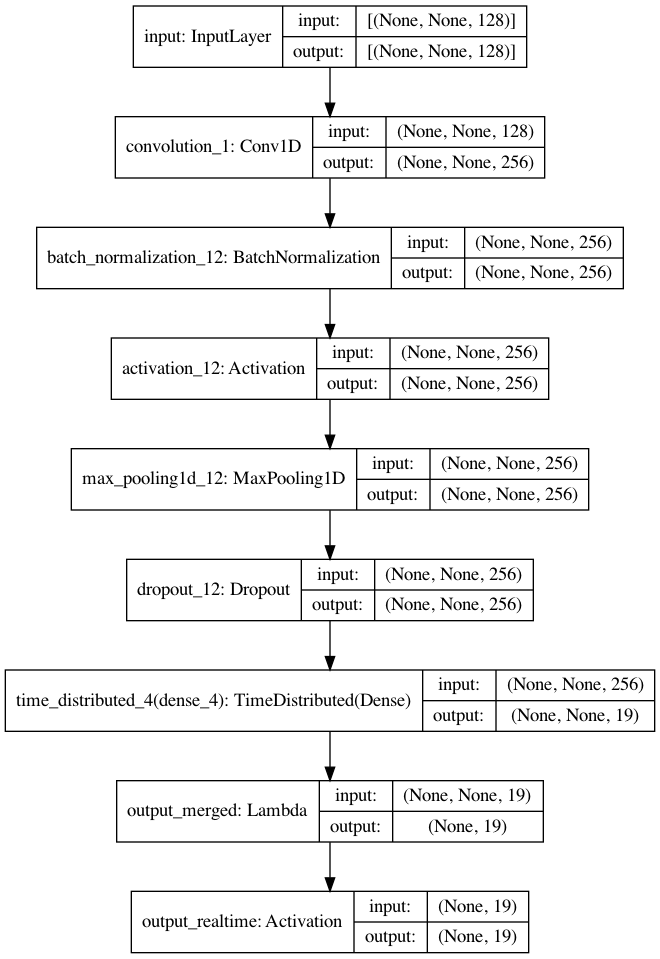 input: InputLayer
input:
[(None, None, 128)]
output:
[(None, None, 128)]
convolution_1: Conv1D
input:
(None, None, 128)
output:
(None, None, 256)
batch_normalization_12: BatchNormalization
input:
(None, None, 256)
output:
(None, None, 256)
activation_12: Activation
input:
(None, None, 256)
output:
(None, None, 256)
max_pooling1d_12: MaxPooling1D
input:
(None, None, 256)
output:
(None, None, 256)
dropout_12: Dropout
input:
(None, None, 256)
output:
(None, None, 256)
time_distributed_4(dense_4): TimeDistributed(Dense)
input:
(None, None, 256)
output:
(None, None, 19)
output_merged: Lambda
input:
(None, None, 19)
output:
(None, 19)
output_realtime: Activation
input:
(None, 19)
output:
(None, 19)